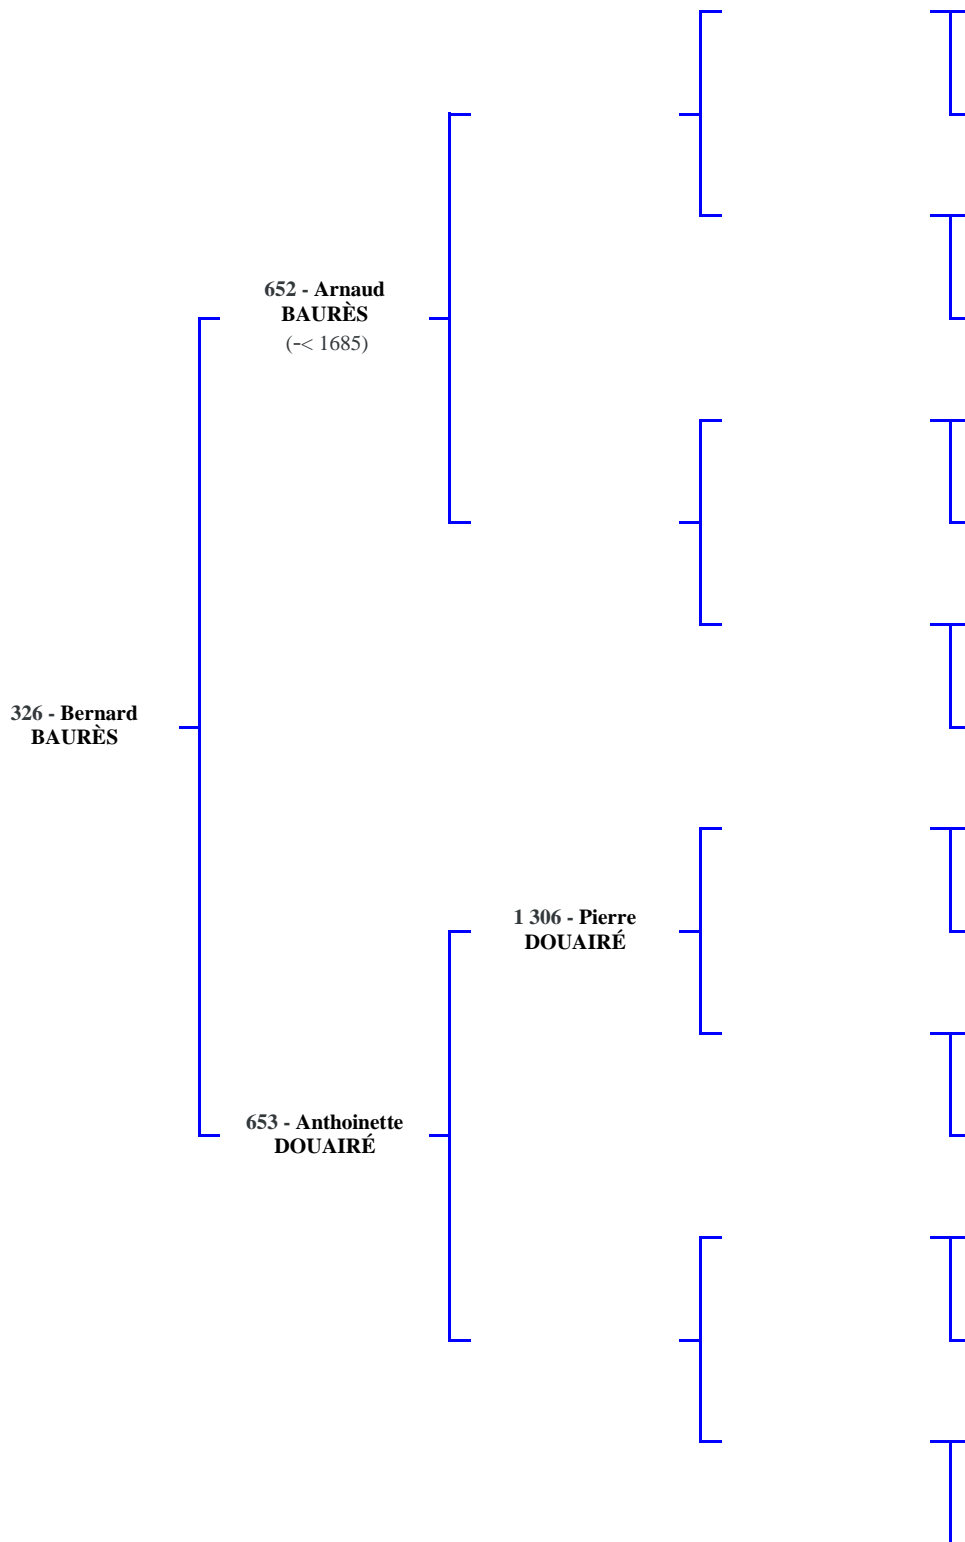 652 - Arnaud
BAURÈS
(-< 1685)
326 - Bernard
BAURÈS
1 306 - Pierre
DOUAIRÉ
653 - Anthoinette
DOUAIRÉ